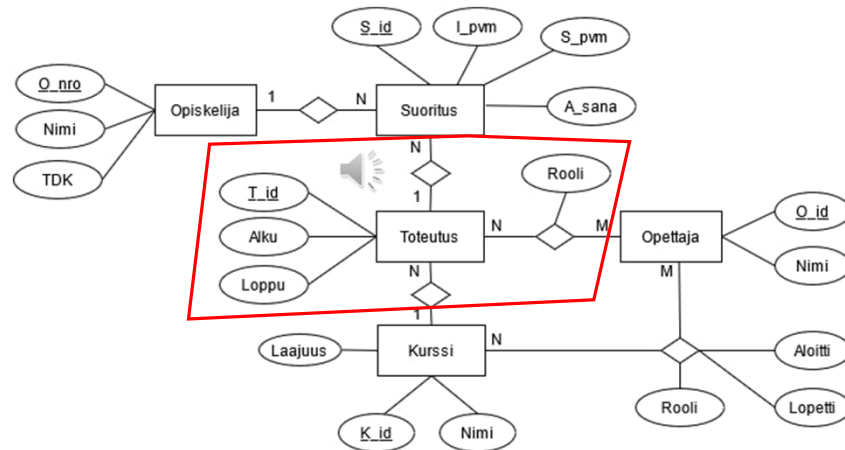 S_id
I_pvm
S_pvm
O_nro
Opiskelija
1
N
Suoritus
A_sana
Nimi
TDK
N
Rooli
T_id
1
O_id
Alku
Toteutus
N
M
Opettaja
Loppu
N
M
Nimi
1
Laajuus
Kurssi
N
Aloitti
Rooli
Lopetti
K_id
Nimi